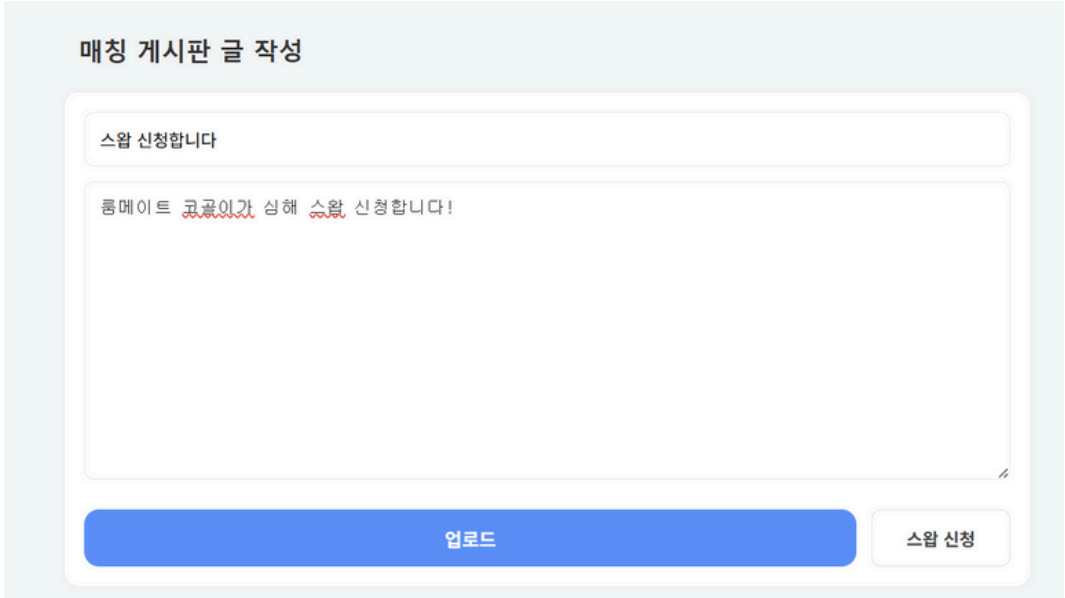 매칭 게시판 글 작성
스왑 신청합니다
룸메이트 코골이가 심해 스왑 신청합니다!
업로드
스왑 신청